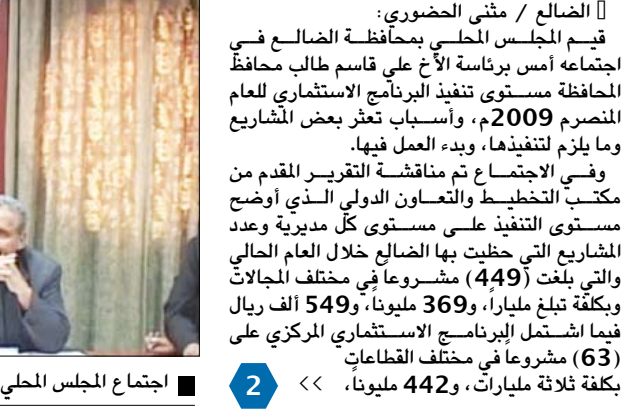 الضالع / مثنى الحضوري:
قيم المجلس المحلي بمحافظة الضالع في
اجتماعه أمس برئاسة الأخ علي قاسم طالب محافظ
المحافظة مستوى تنفيذ البرنامج الاستثماري للعام
المنصرم 2009م، وأسباب تعثر بعض المشاريع
وما يلزم لتنفيذها، وبدء العمل فيها.
وفي الاجتماع تم مناقشة التقرير المقدم من
مكتب التخطيط والتعاون الدولي الذي أوضح
مستوى التنفيذ على مستوى كل مديرية وعدد
المشاريع التي حظيت بها الضالع خلال العام الحالي
والتي بلغت (449) مشروعاً في مختلف المجالات
وبكلفة تبلغ ملياراً، و369 مليوناً، و549 ألف ريال
فيما اشتمل البرنامج الاستثماري المركزي على
(63) مشروعاً في مختلف القطاعات
بكلفة ثلاثة مليارات، و442 مليوناً، >> 2
اجتماع المجلس المحلي